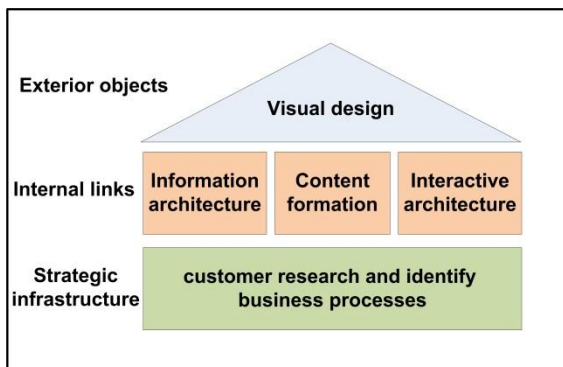 Exterior objects
Visual design
Internal links
Information
architecture
Content
formation
Interactive
architecture
Strategic
infrastructure
customer research and identify
business processes